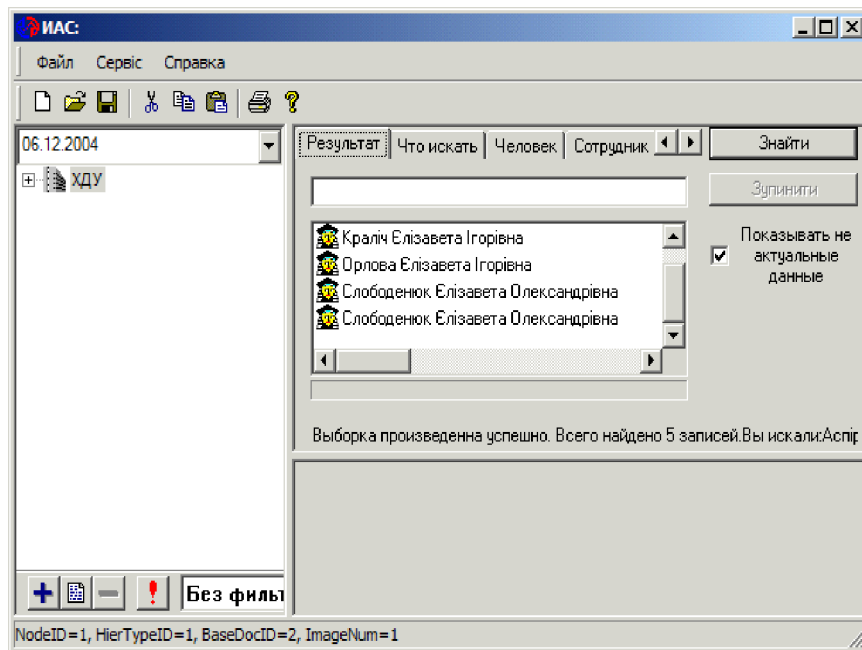 ИАС:
Файл Сервіс Справка
06.12.2004
ХДУ
Результат Что искать Человек Сотрудник
Знайти
Зупинити
Показывать не
актуальные
данные
Краліч Єлізавета Ігорівна
Орлова Єлізавета Ігорівна
Слободенюк Єлізавета Олександрівна
Слободенюк Єлізавета Олександрівна
Выборка произведенна успешно. Всего найдено 5 записей.Вы искали:Аспір
Без фильт
NodeID=1, HierTypeID=1, BaseDocID=2, ImageNum=1